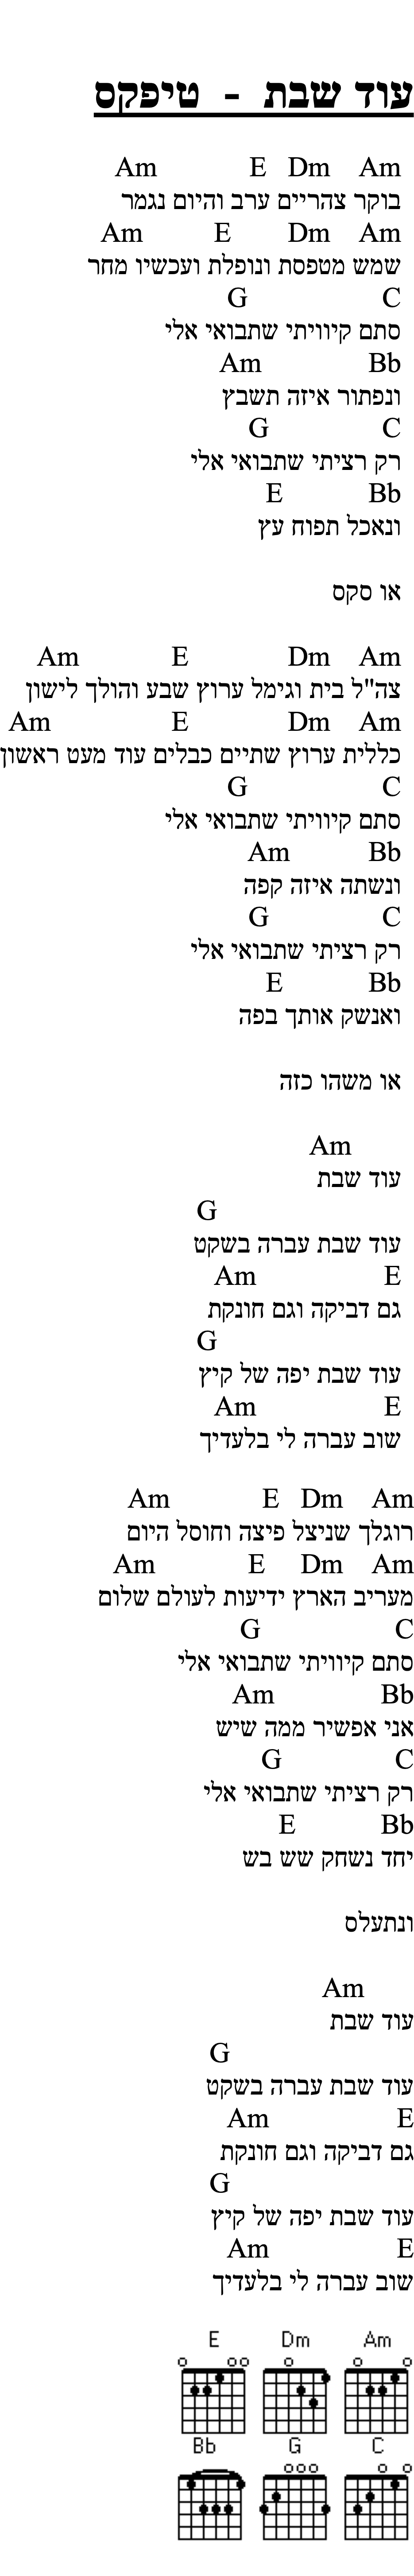 עוד שבת - טיפקס
Am Dm E Am
בוקר צהריים ערב והיום נגמר
Am Dm E Am
שמש מטפסת ונופלת ועכשיו מחר
C G
סתם קיוויתי שתבואי אלי
Bb Am
ונפתור איזה תשבץ
C G
רק רציתי שתבואי אלי
Bb E
ונאכל תפוח עץ
או סקס
Am Dm E Am
צה"ל בית וגימל ערוץ שבע והולך לישון
Am Dm E Am
כללית ערוץ שתיים כבלים עוד מעט ראשון
C G
סתם קיוויתי שתבואי אלי
Bb Am
ונשתה איזה קפה
C G
רק רציתי שתבואי אלי
Bb E
ואנשק אותך בפה
או משהו כזה
Am
עוד שבת
G
עוד שבת עברה בשקט
E Am
גם דביקה וגם חונקת
G
עוד שבת יפה של קיץ
E Am
שוב עברה לי בלעדיך
Am Dm E Am
רוגלך שניצל פיצה וחוסל היום
Am Dm E Am
מעריב הארץ ידיעות לעולם שלום
C G
סתם קיוויתי שתבואי אלי
Bb Am
אני אפשיר ממה שיש
C G
רק רציתי שתבואי אלי
Bb E
יחד נשחק שש בש
ונתעלס
Am
עוד שבת
G
עוד שבת עברה בשקט
E Am
גם דביקה וגם חונקת
G
עוד שבת יפה של קיץ
E Am
שוב עברה לי בלעדיך
E Dm Am
Bb G C